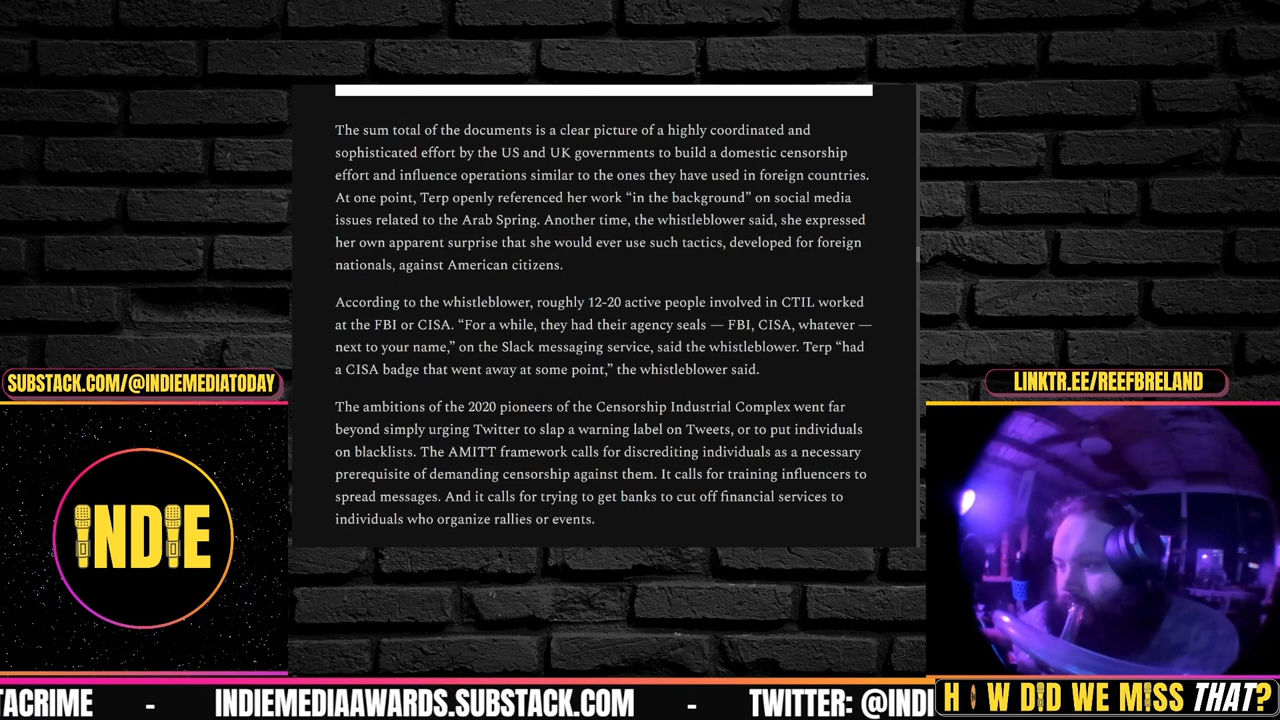 The sum total of the documents is a clear picture of a highly coordinated and
sophisticated effort by the US and UK governments to build a domestic censorship
effort and influence operations similar to the ones they have used in foreign countries.
At one point, Terp openly referenced her work “in the background” on social media
issues related to the Arab Spring. Another time, the whistleblower said, she expressed
her own apparent surprise that she would ever use such tactics, developed for foreign
nationals, against American citizens.
According to the whistleblower, roughly 12-20 active people involved in CTIL worked
at the FBI or CISA. “For a while, they had their agency seals — FBI, CISA, whatever —
next to your name,” on the Slack messaging service, said the whistleblower. Terp “had
a CISA badge that went away at some point,” the whistleblower said.
The ambitions of the 2020 pioneers of the Censorship Industrial Complex went far
beyond simply urging Twitter to slap a warning label on Tweets, or to put individuals
on blacklists. The AMITT framework calls for discrediting individuals as a necessary
prerequisite of demanding censorship against them. It calls for training influencers to
spread messages. And it calls for trying to get banks to cut off financial services to
individuals who organize rallies or events.
SUBSTACK.COM/@INDIEMEDIATODAY
LINKTR.EE/REEFBRELAND
INDIE
TACRIME - INDIEMEDIAAWARDS.SUBSTACK.COM - TWITTER: @INDI
HOW DID WE MISS THAT?